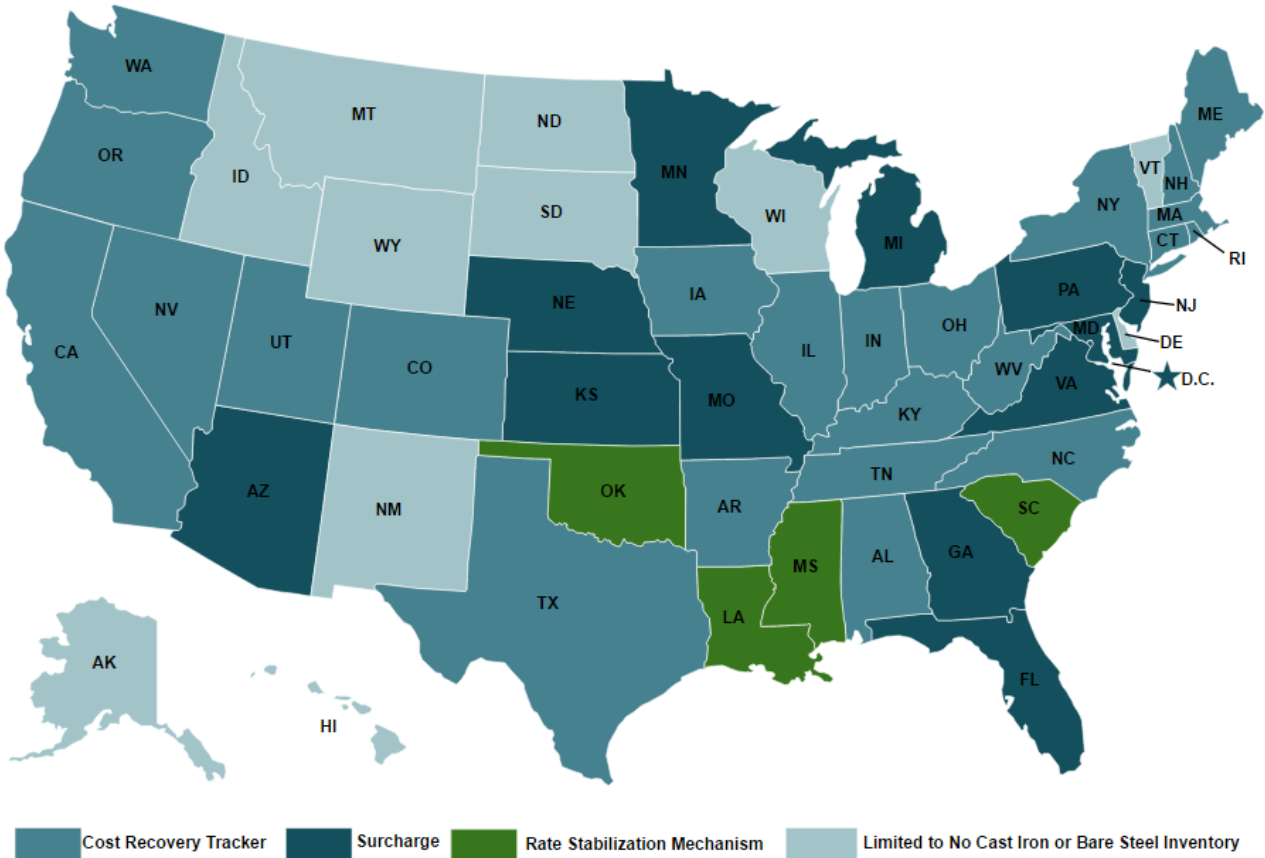 WA
MT
ND
MN
ME
OR
ID
SD
WI
MI
VT
NH
NY
MA
CT
RI
WY
NE
IA
PA
NJ
NV
UT
CO
CA
KS
MO
IL
IN
OH
WV
MD
DE
VA
D.C.
KY
AZ
NM
OK
AR
TN
NC
SC
TX
LA
MS
AL
GA
FL
AK
HI
Cost Recovery Tracker
Surcharge
Rate Stabilization Mechanism
Limited to No Cast Iron or Bare Steel Inventory